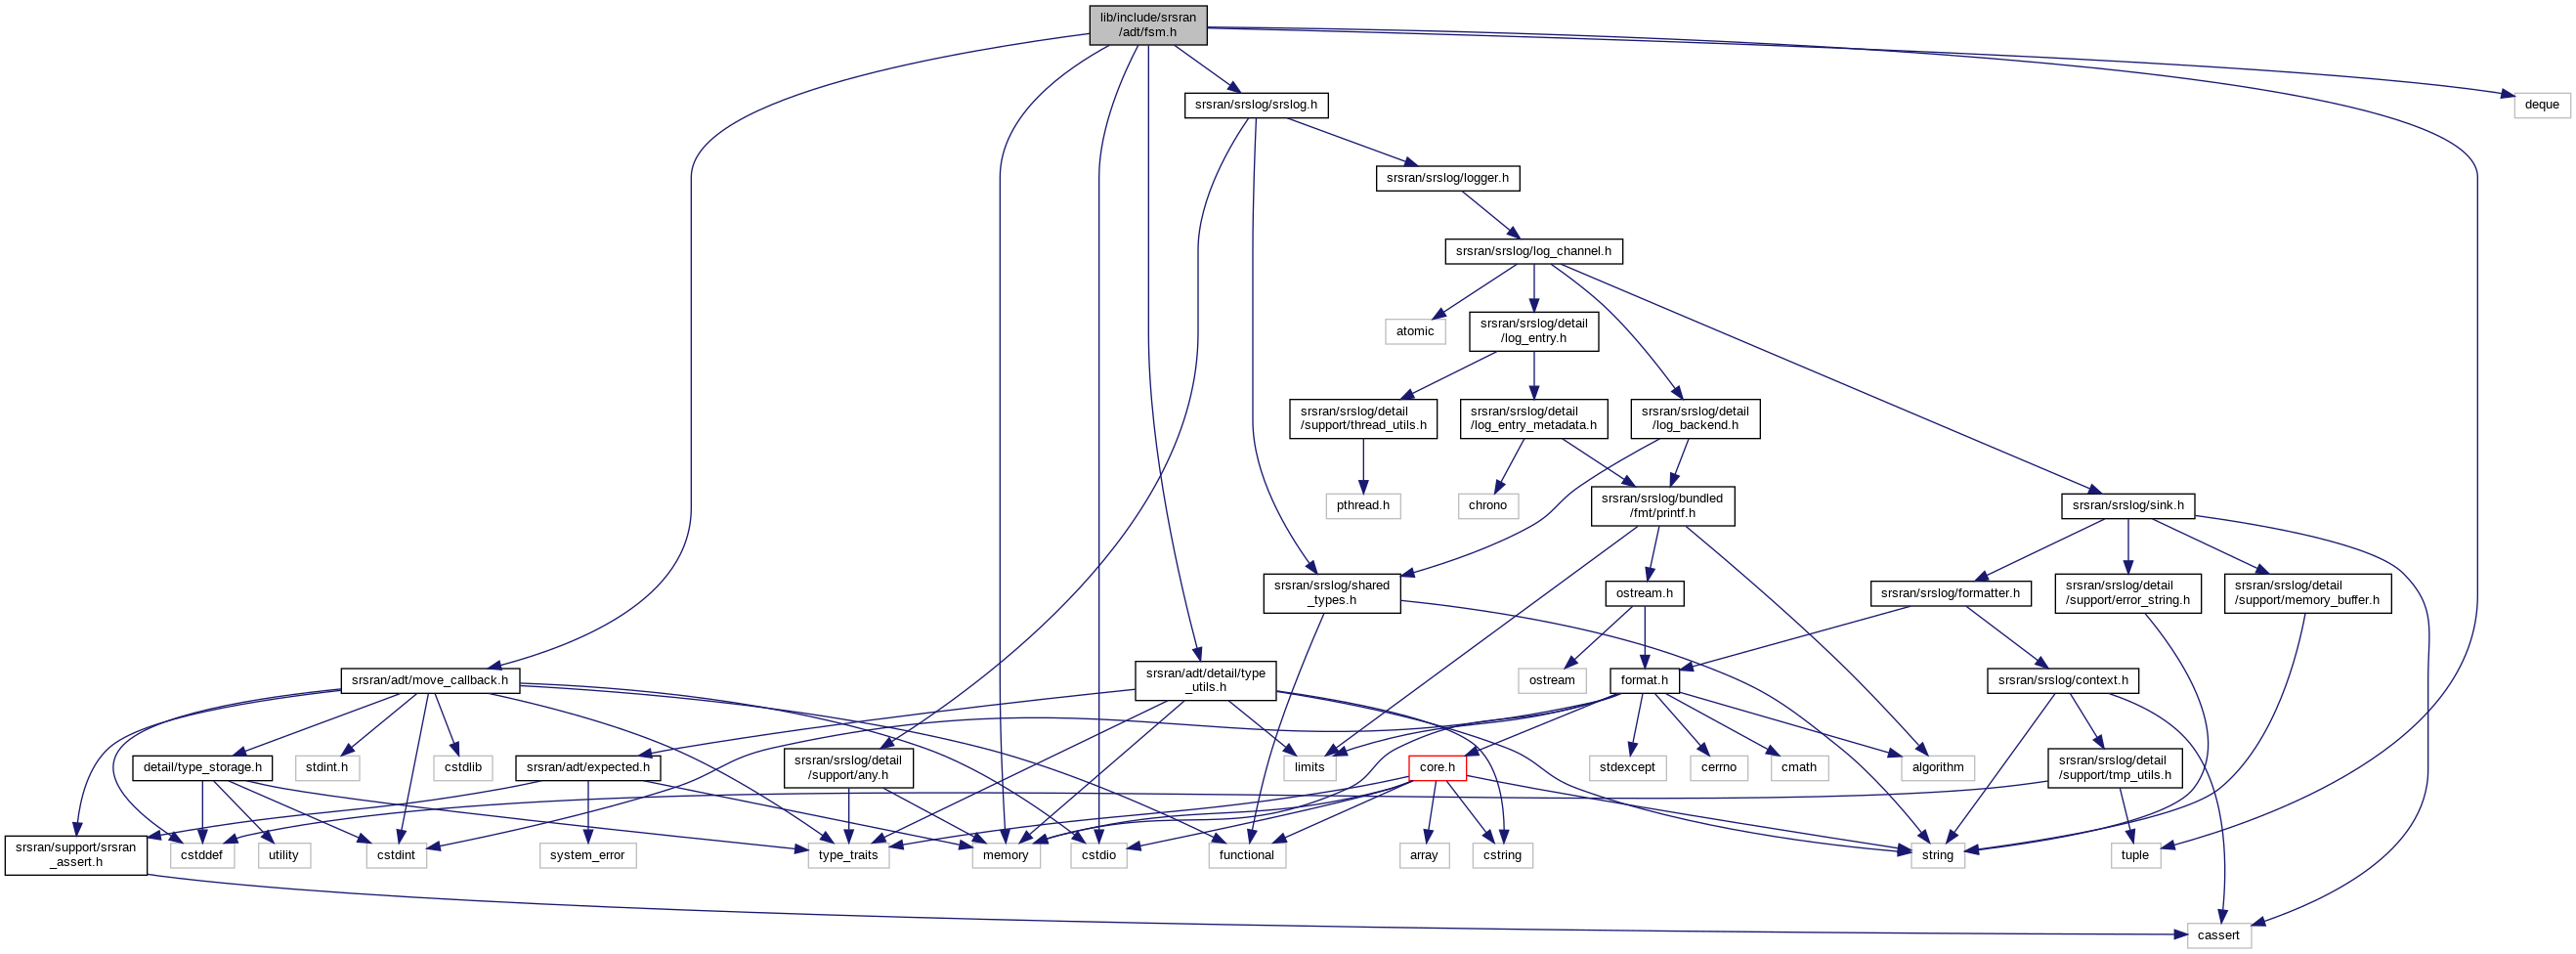 lib/include/srsran
/adt/fsm.h
srsran/srslog/srslog.h
deque
srsran/srslog/logger.h
srsran/srslog/log_channel.h
atomic
srsran/srslog/detail
/log_entry.h
srsran/srslog/detail
/support/thread_utils.h
srsran/srslog/detail
/log_entry_metadata.h
srsran/srslog/detail
/log_backend.h
pthread.h
chrono
srsran/srslog/bundled
/fmt/printf.h
srsran/srslog/sink.h
srsran/srslog/shared
_types.h
ostream.h
srsran/srslog/formatter.h
srsran/srslog/detail
/support/error_string.h
srsran/srslog/detail
/support/memory_buffer.h
srsran/adt/move_callback.h
srsran/adt/detail/type
_utils.h
ostream
format.h
srsran/srslog/context.h
detail/type_storage.h
stdint.h
cstdlib
srsran/adt/expected.h
srsran/srslog/detail
/support/any.h
limits
core.h
stdexcept
cerrno
cmath
algorithm
srsran/srslog/detail
/support/tmp_utils.h
srsran/support/srsran
_assert.h
cstddef
utility
cstdint
system_error
type_traits
memory
cstdio
functional
array
cstring
string
tuple
cassert